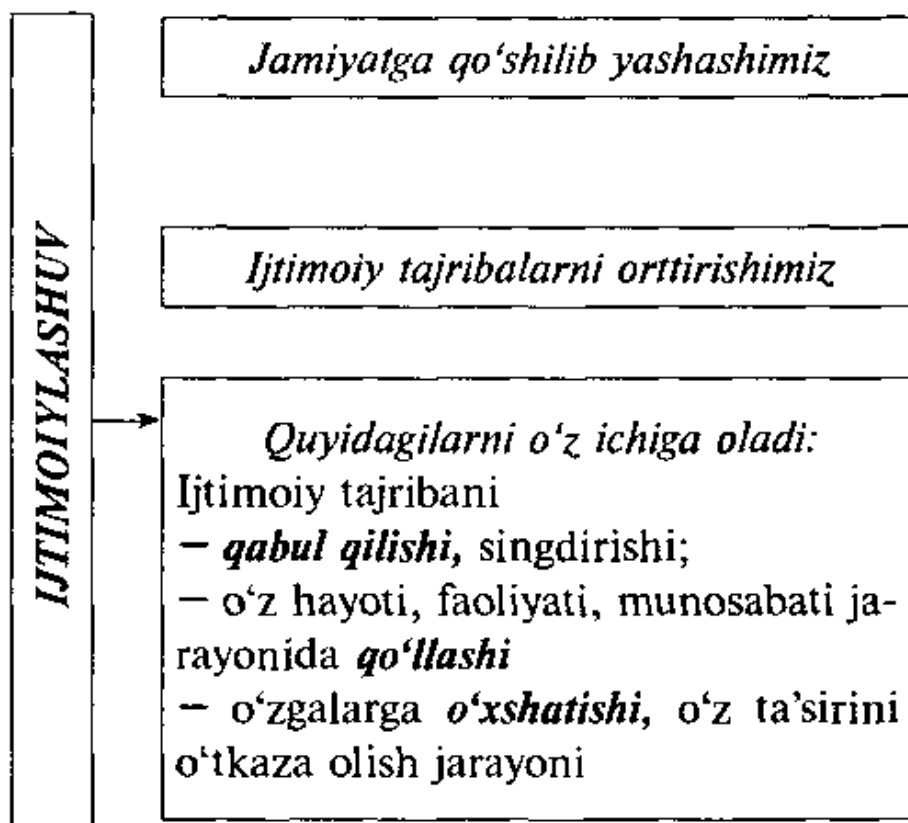 IJTIMOIYLASHUV
Jamiyatga qo‘shilib yashashimiz
Ijtimoiy tajribalarni orttirishimiz
Quyidagilarni o‘z ichiga oladi:
Ijtimoiy tajribani
— qabul qilishi, singdirishi;
— o‘z hayoti, faoliyati, munosabati ja-
rayonida qo‘llashi
— o‘zgalarga o‘xshatishi, o‘z ta’sirini
o‘tkaza olish jarayoni